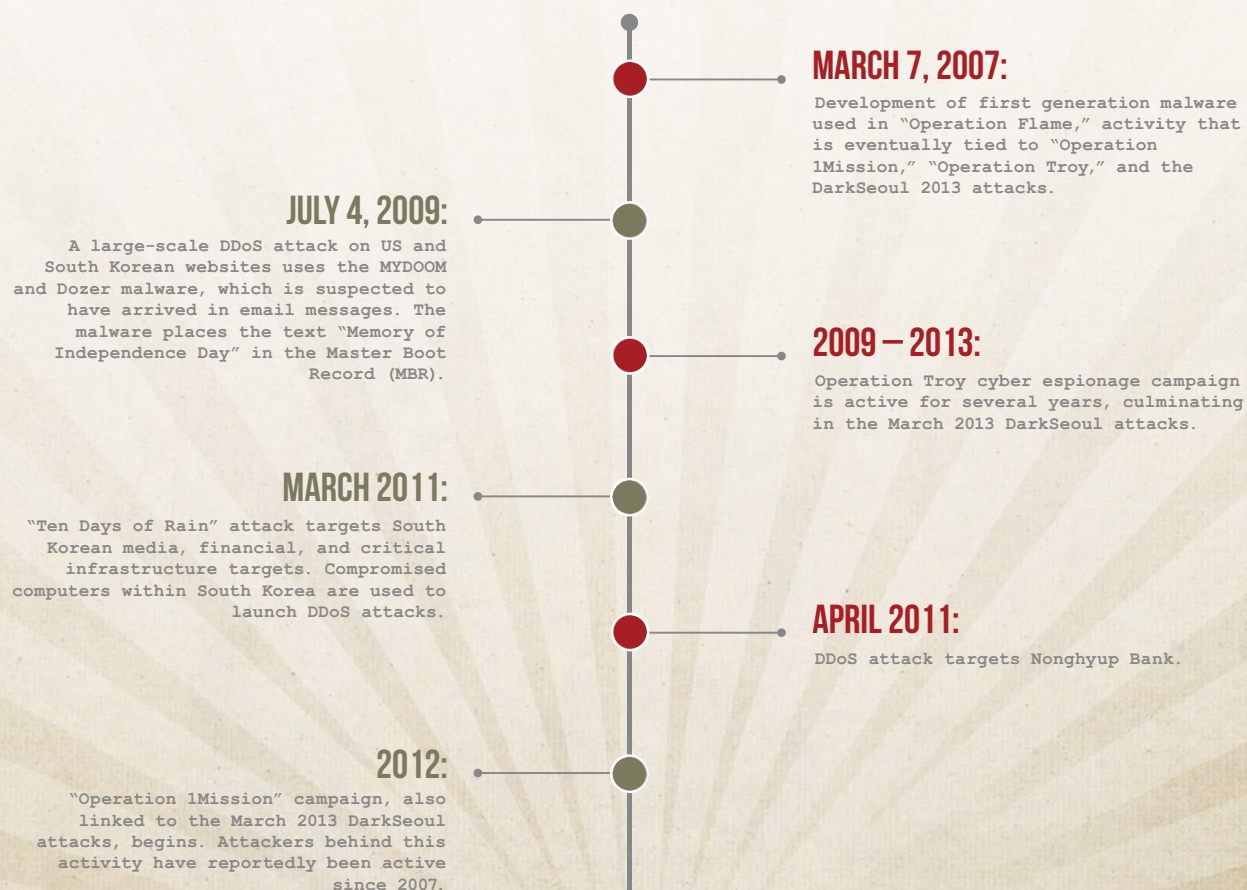 MARCH 7, 2007:
Development of first generation malware
used in “Operation Flame,” activity that
is eventually tied to “Operation
1Mission,” “Operation Troy,” and the
DarkSeoul 2013 attacks.
JULY 4, 2009:
A large-scale DDoS attack on US and
South Korean websites uses the MYDOOM
and Dozer malware, which is suspected to
have arrived in email messages. The
malware places the text “Memory of
Independence Day” in the Master Boot
Record (MBR).
2009 – 2013:
Operation Troy cyber espionage campaign
is active for several years, culminating
in the March 2013 DarkSeoul attacks.
MARCH 2011:
“Ten Days of Rain” attack targets South
Korean media, financial, and critical
infrastructure targets. Compromised
computers within South Korea are used to
launch DDoS attacks.
APRIL 2011:
DDoS attack targets Nonghyup Bank.
2012:
“Operation 1Mission” campaign, also
linked to the March 2013 DarkSeoul
attacks, begins. Attackers behind this
activity have reportedly been active
since 2007.